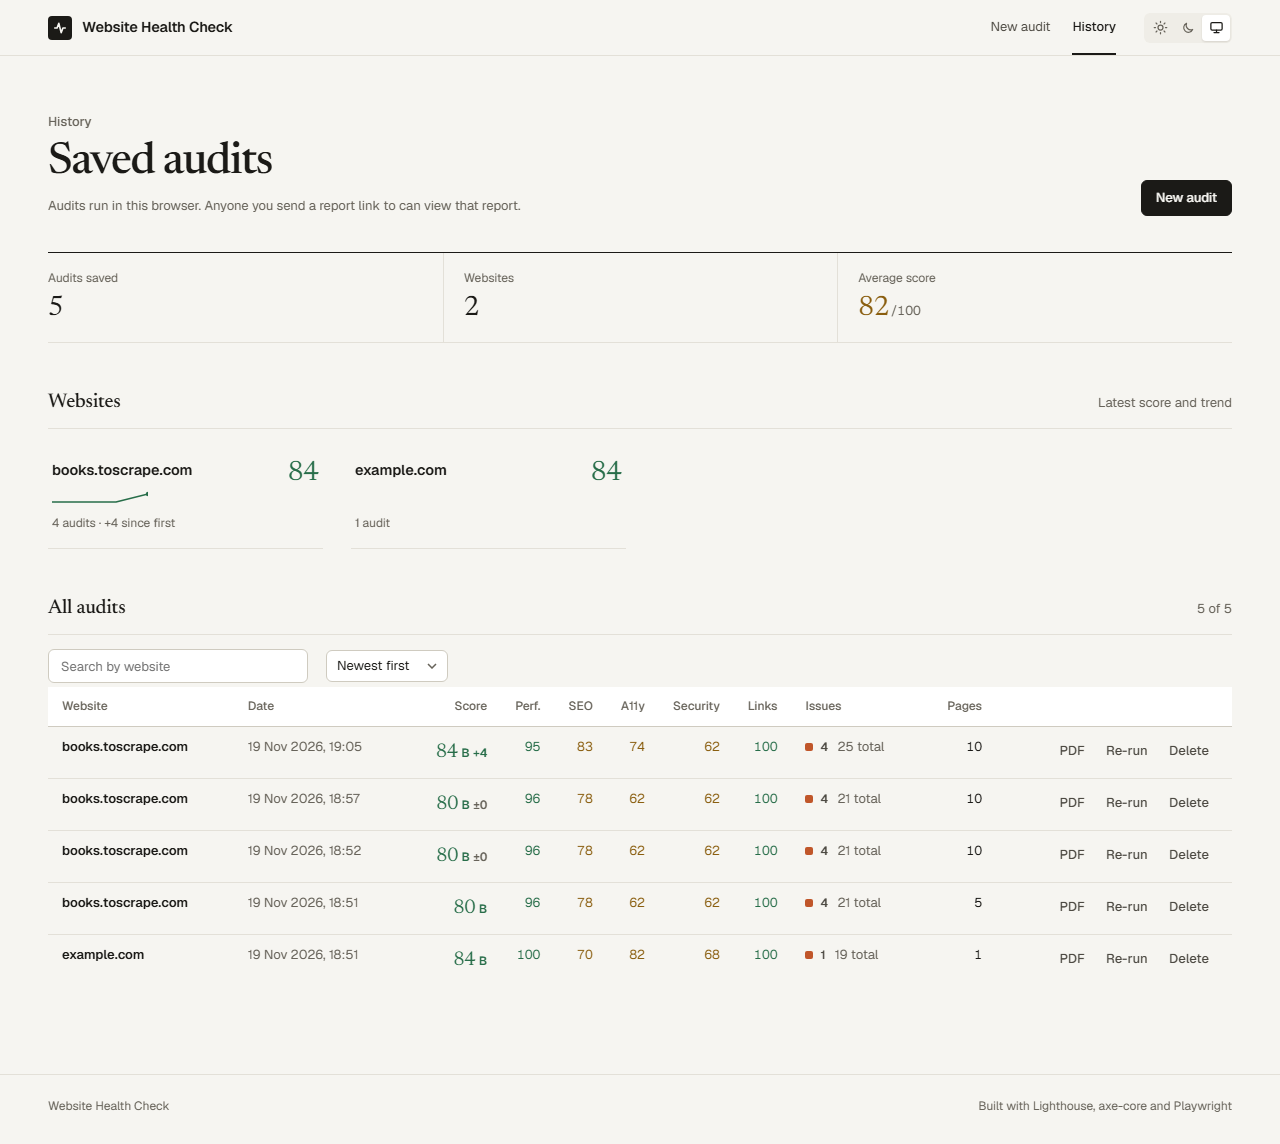 Website Health Check
New audit
History
History
Saved audits
Audits run in this browser. Anyone you send a report link to can view that report.
New audit
Audits saved
5
Websites
2
Average score
82/100
Websites
Latest score and trend
books.toscrape.com 84
4 audits · +4 since first
example.com 84
1 audit
All audits
5 of 5
Search by website
Newest first
Website Date Score Perf. SEO A11y Security Links Issues Pages
books.toscrape.com 19 Nov 2026, 19:05 84 B +4 95 83 74 62 100 4 25 total 10 PDF Re-run Delete
books.toscrape.com 19 Nov 2026, 18:57 80 B ±0 96 78 62 62 100 4 21 total 10 PDF Re-run Delete
books.toscrape.com 19 Nov 2026, 18:52 80 B ±0 96 78 62 62 100 4 21 total 10 PDF Re-run Delete
books.toscrape.com 19 Nov 2026, 18:51 80 B 96 78 62 62 100 4 21 total 5 PDF Re-run Delete
example.com 19 Nov 2026, 18:51 84 B 100 70 82 68 100 1 19 total 1 PDF Re-run Delete
Website Health Check
Built with Lighthouse, axe-core and Playwright